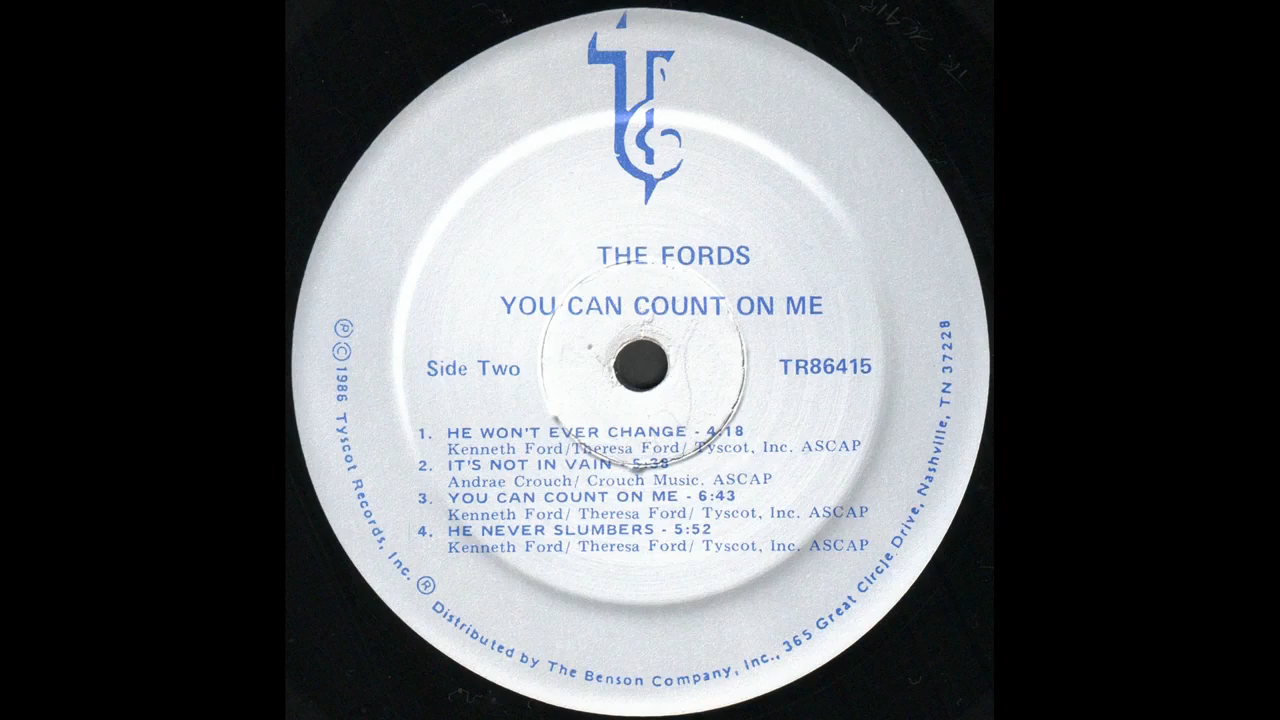 THE FORDS
YOU CAN COUNT ON ME
Side Two
TR86415
1. HE WON'T EVER CHANGE - 4:18
Kenneth Ford/Theresa Ford/ Tyscot, Inc. ASCAP
2. IT'S NOT IN VAIN - 5:38
Andrae Crouch/ Crouch Music. ASCAP
3. YOU CAN COUNT ON ME - 6:43
Kenneth Ford/ Theresa Ford/ Tyscot, Inc. ASCAP
4. HE NEVER SLUMBERS - 5:52
Kenneth Ford/ Theresa Ford/ Tyscot, Inc. ASCAP
Ⓟ © 1986 Tyscot Records, Inc. ® Distributed by The Benson Company, Inc., 365 Great Circle Drive, Nashville, TN 37228